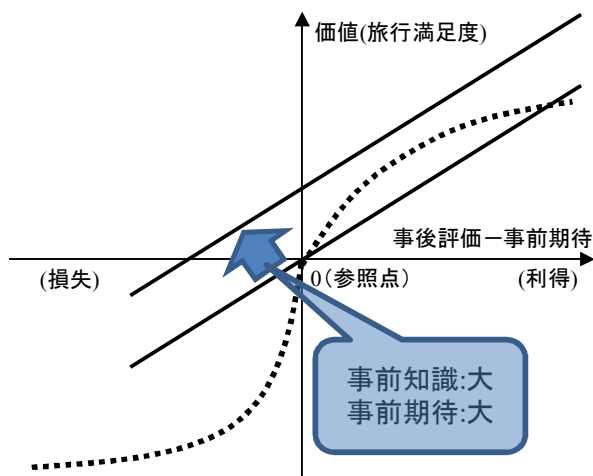 価値(旅行満足度)
事後評価－事前期待
(損失)
0(参照点)
(利得)
事前知識:大
事前期待:大